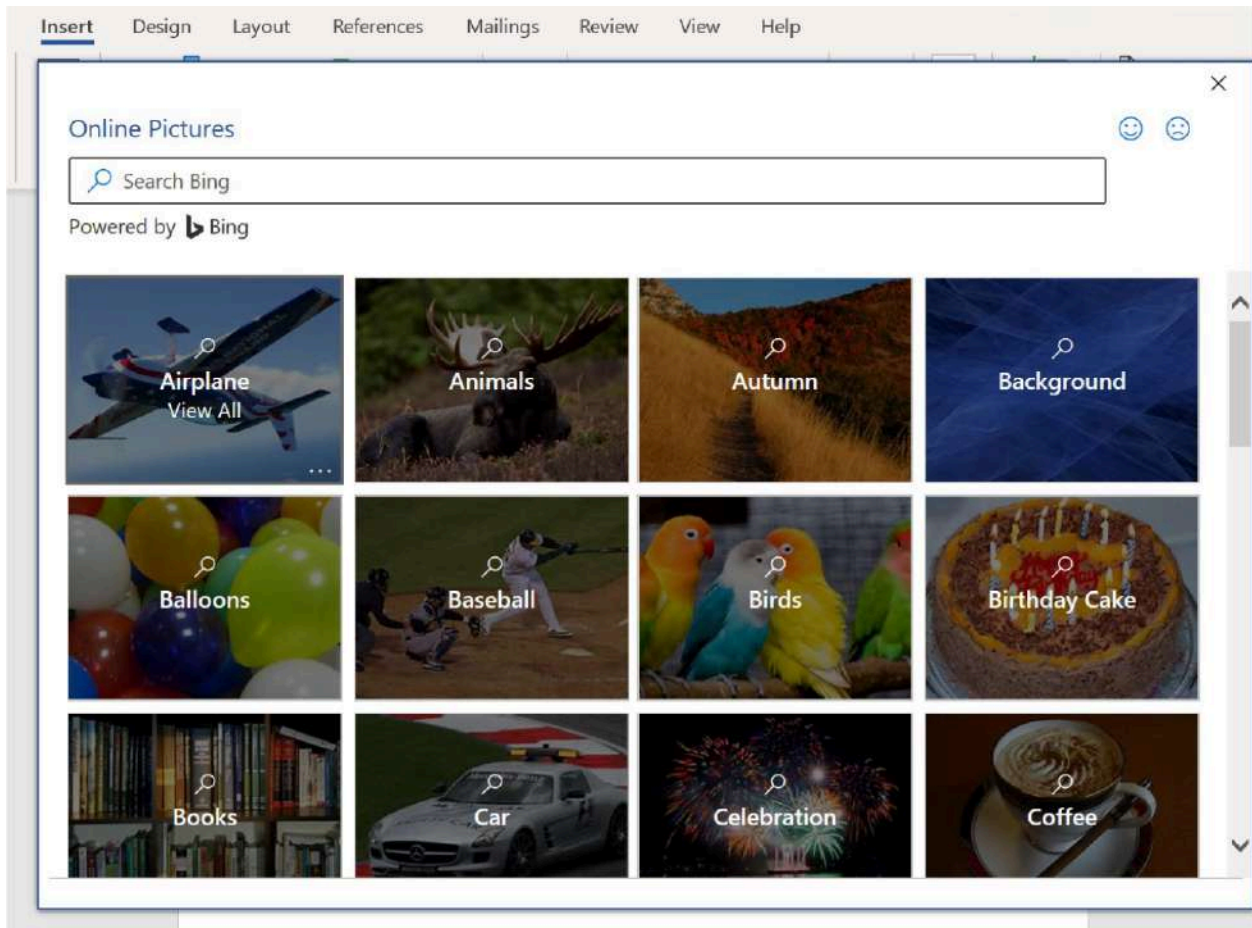 Insert Design Layout References Mailings Review View Help
Online Pictures
Search Bing
Powered by Bing
Airplane
View All
Animals
Autumn
Background
Balloons
Baseball
Birds
Birthday Cake
Books
Car
Celebration
Coffee